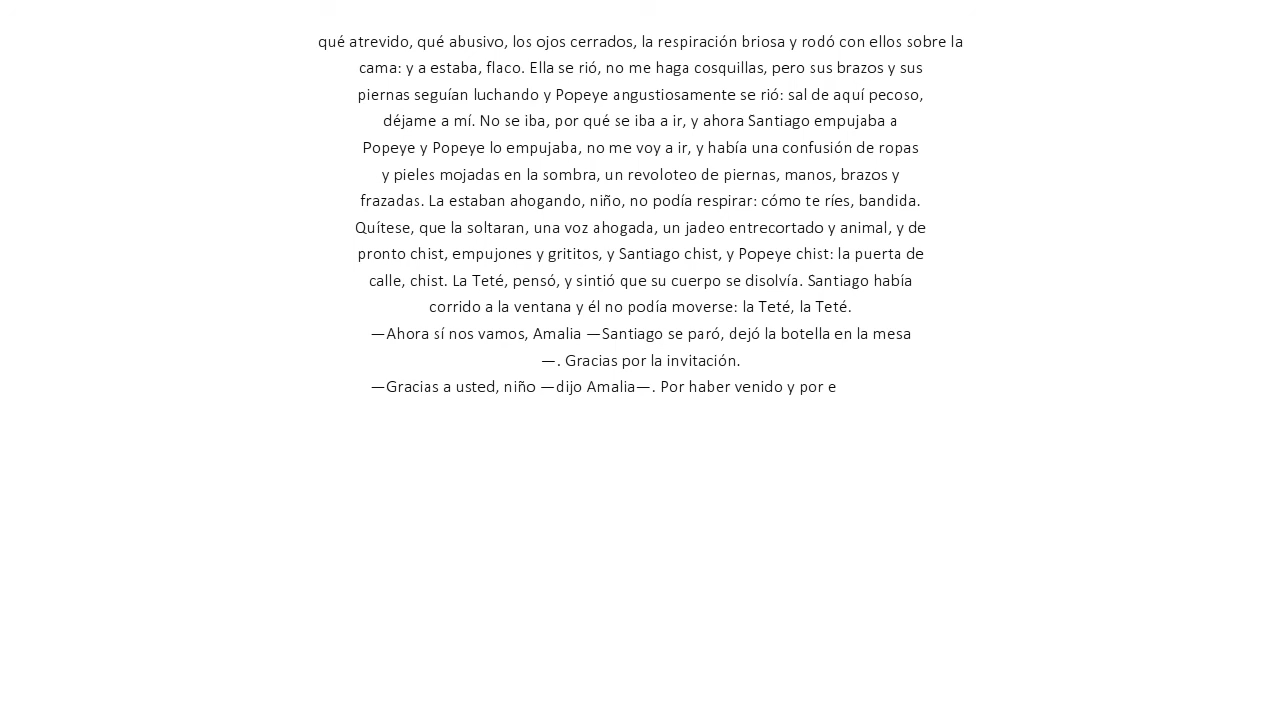 qué atrevido, qué abusivo, los ojos cerrados, la respiración briosa y rodó con ellos sobre la
cama: y a estaba, flaco. Ella se rió, no me haga cosquillas, pero sus brazos y sus
piernas seguían luchando y Popeye angustiosamente se rió: sal de aquí pecoso,
déjame a mí. No se iba, por qué se iba a ir, y ahora Santiago empujaba a
Popeye y Popeye lo empujaba, no me voy a ir, y había una confusión de ropas
y pieles mojadas en la sombra, un revoloteo de piernas, manos, brazos y
frazadas. La estaban ahogando, niño, no podía respirar: cómo te ríes, bandida.
Quítese, que la soltaran, una voz ahogada, un jadeo entrecortado y animal, y de
pronto chist, empujones y grititos, y Santiago chist, y Popeye chist: la puerta de
calle, chist. La Teté, pensó, y sintió que su cuerpo se disolvía. Santiago había
corrido a la ventana y él no podía moverse: la Teté, la Teté.
—Ahora sí nos vamos, Amalia —Santiago se paró, dejó la botella en la mesa
—. Gracias por la invitación.
—Gracias a usted, niño —dijo Amalia—. Por haber venido y por e